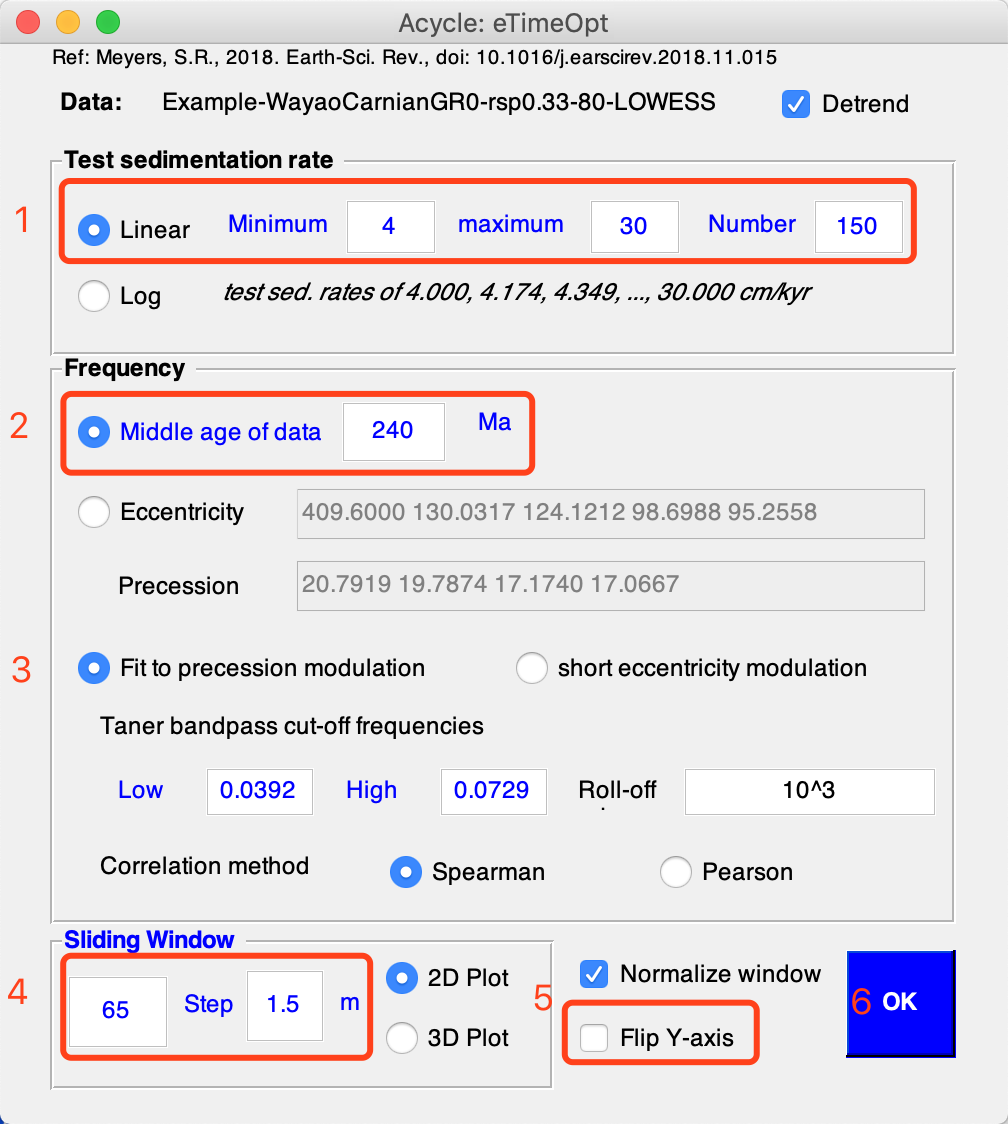 Acycle: eTimeOpt
Ref: Meyers, S.R., 2018. Earth-Sci. Rev., doi: 10.1016/j.earscirev.2018.11.015
Data: Example-WayaoCarnianGR0-rsp0.33-80-LOWESS Detrend
Test sedimentation rate
1 Linear Minimum 4 maximum 30 Number 150
Log test sed. rates of 4.000, 4.174, 4.349, ..., 30.000 cm/kyr
Frequency
2 Middle age of data 240 Ma
Eccentricity 409.6000 130.0317 124.1212 98.6988 95.2558
Precession 20.7919 19.7874 17.1740 17.0667
3 Fit to precession modulation short eccentricity modulation
Taner bandpass cut-off frequencies
Low 0.0392 High 0.0729 Roll-off 10^3
Correlation method Spearman Pearson
Sliding Window
4 65 Step 1.5 m 2D Plot
3D Plot
Normalize window
5 Flip Y-axis
6 OK